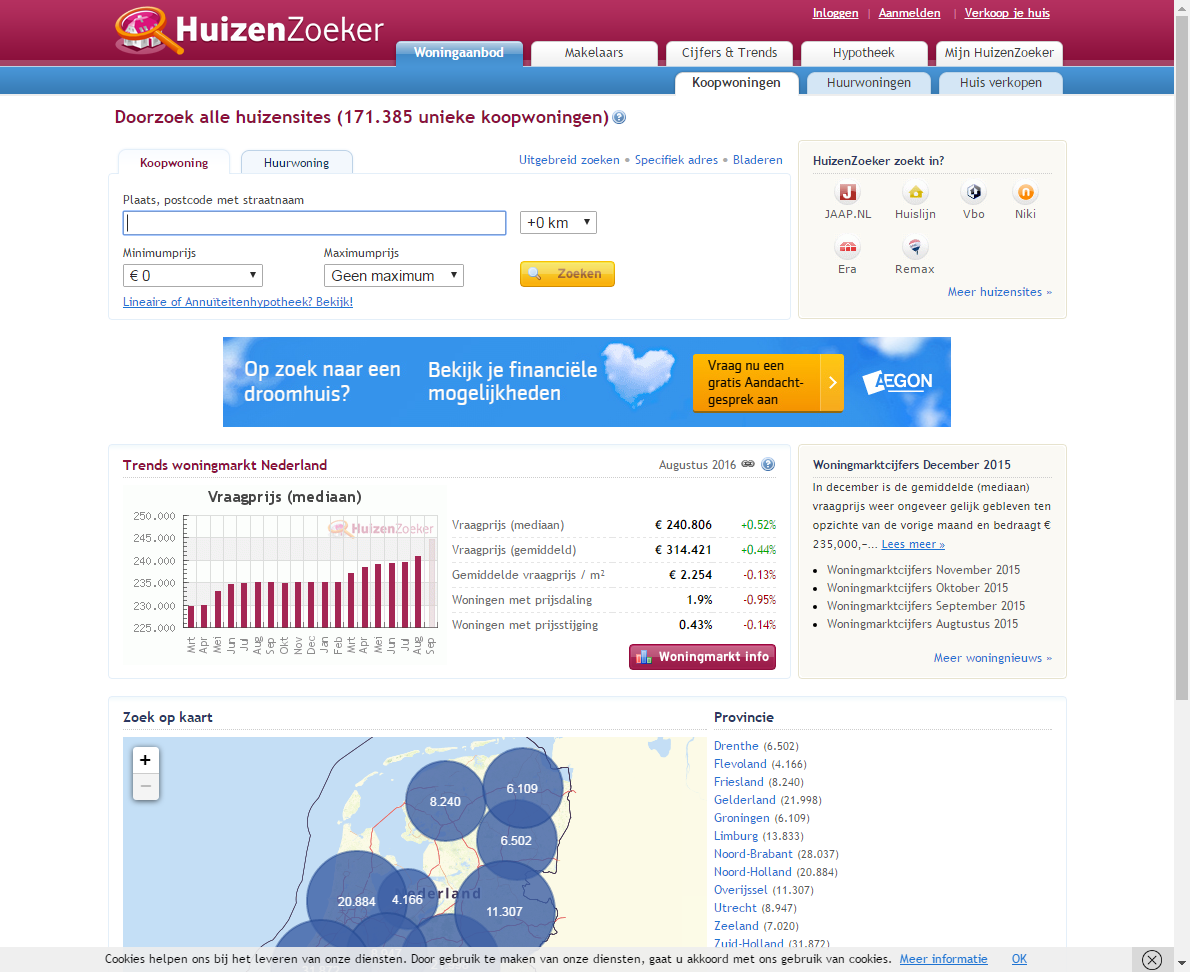 HuizenZoeker
Inloggen | Aanmelden | Verkoop je huis
Woningaanbod
Makelaars
Cijfers & Trends
Hypotheek
Mijn HuizenZoeker
Koopwoningen
Huurwoningen
Huis verkopen
Doorzoek alle huizensites (171.385 unieke koopwoningen)
Koopwoning
Huurwoning
Uitgebreid zoeken • Specifiek adres • Bladeren
Plaats, postcode met straatnaam
+0 km
Minimumprijs
Maximumprijs
€ 0
Geen maximum
Zoeken
Lineaire of Annuïteitenhypotheek? Bekijk!
HuizenZoeker zoekt in?
JAAP.NL
Huislijn
Vbo
Niki
Era
Remax
Meer huizensites »
Op zoek naar een
droomhuis?
Bekijk je financiële
mogelijkheden
Vraag nu een
gratis Aandacht-
gesprek aan
AEGON
Trends woningmarkt Nederland
Augustus 2016
Vraagprijs (mediaan)
HuizenZoeker
250.000
245.000
240.000
235.000
230.000
225.000
Mrt Apr Mei Jun Jul Aug Sep Okt Nov Dec Jan Feb Mrt Apr Mei Jun Jul Aug Sep
Vraagprijs (mediaan) € 240.806 +0.52%
Vraagprijs (gemiddeld) € 314.421 +0.44%
Gemiddelde vraagprijs / m² € 2.254 -0.13%
Woningen met prijsdaling 1.9% -0.95%
Woningen met prijsstijging 0.43% -0.14%
Woningmarkt info
Woningmarktcijfers December 2015
In december is de gemiddelde (mediaan)
vraagprijs weer ongeveer gelijk gebleven ten
opzichte van de vorige maand en bedraagt €
235,000,–... Lees meer »
Woningmarktcijfers November 2015
Woningmarktcijfers Oktober 2015
Woningmarktcijfers September 2015
Woningmarktcijfers Augtustus 2015
Meer woningnieuws »
Zoek op kaart
+
−
8.240
6.109
6.502
20.884
4.166
11.307
Provincie
Drenthe (6.502)
Flevoland (4.166)
Friesland (8.240)
Gelderland (21.998)
Groningen (6.109)
Limburg (13.833)
Noord-Brabant (28.037)
Noord-Holland (20.884)
Overijssel (11.307)
Utrecht (8.947)
Zeeland (7.020)
Zuid-Holland (31.872)
Cookies helpen ons bij het leveren van onze diensten. Door gebruik te maken van onze diensten, gaat u akkoord met ons gebruik van cookies. Meer informatie OK